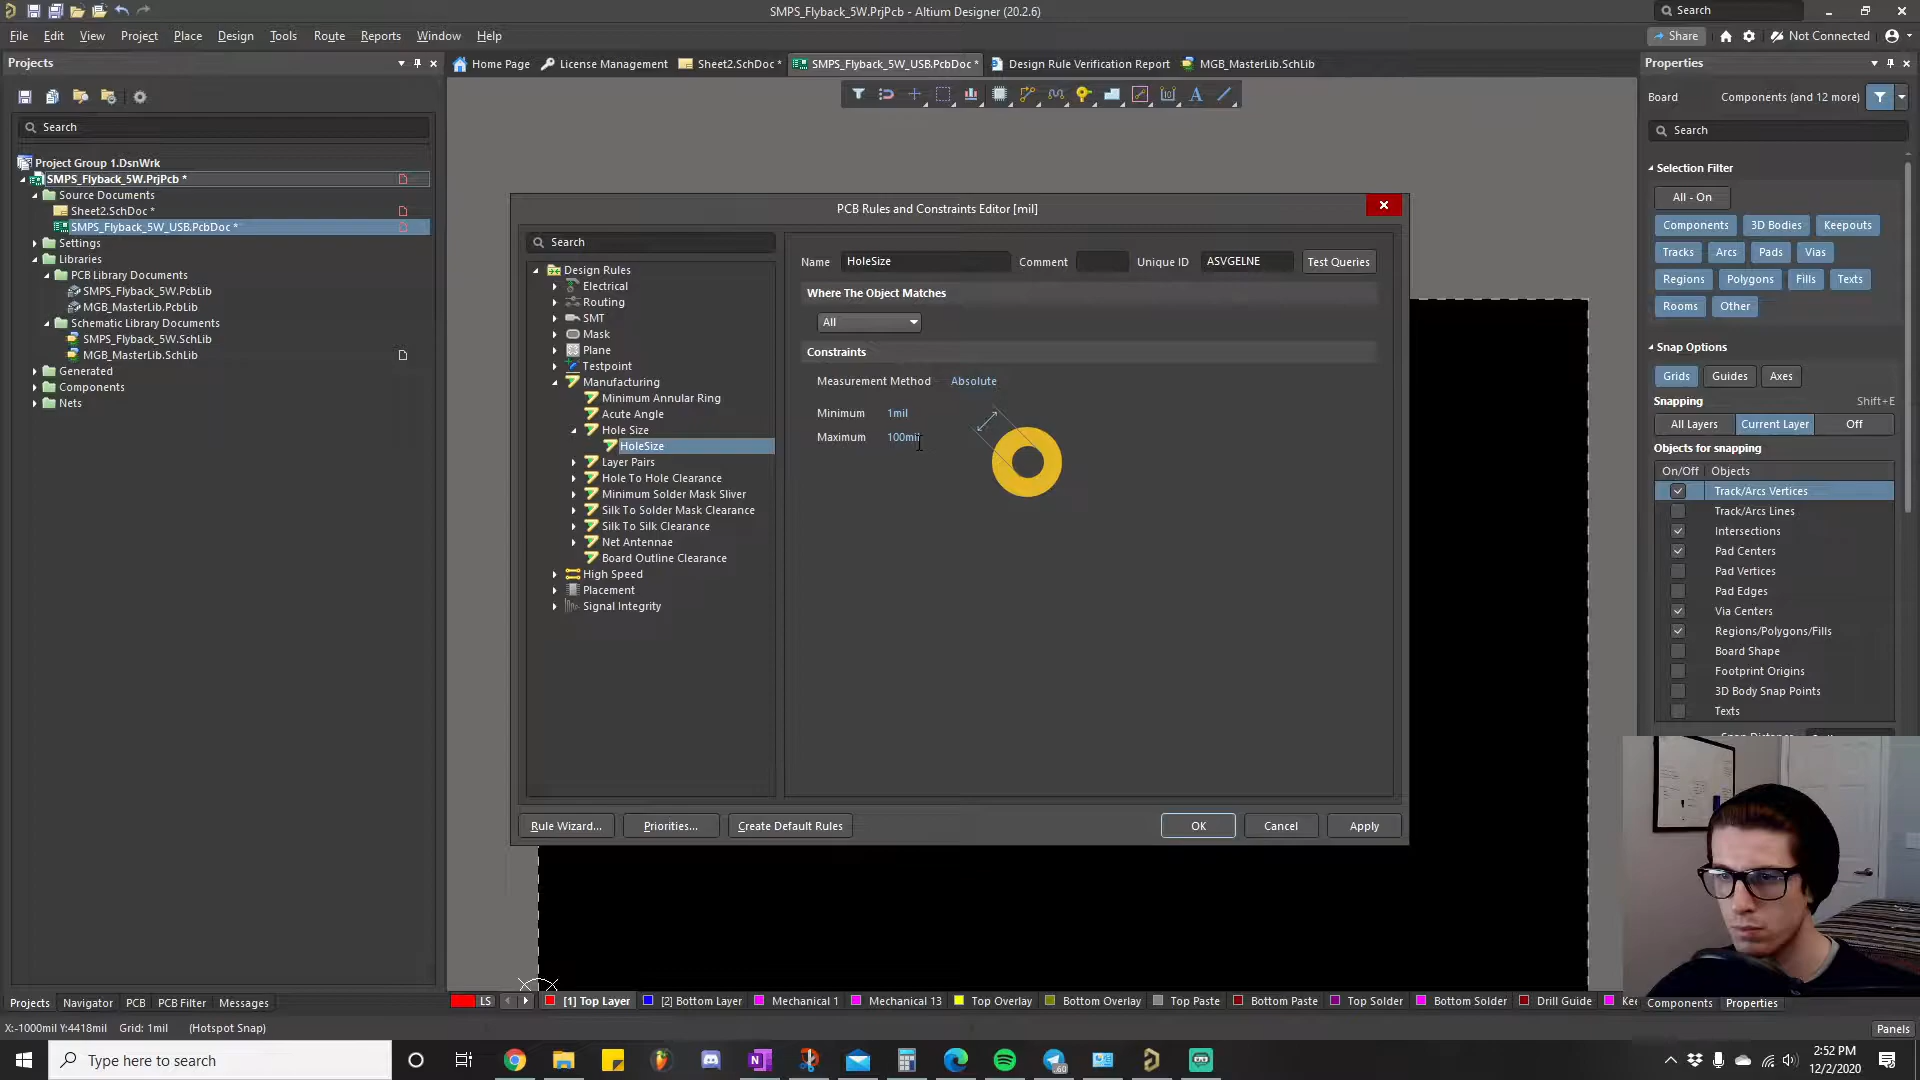 SMPS_Flyback_5W.PrjPcb - Altium Designer (20.2.6)
Search
File Edit View Project Place Design Tools Route Reports Window Help
Share
Not Connected
Projects
Home Page
License Management
Sheet2.SchDoc *
SMPS_Flyback_5W_USB.PcbDoc *
Design Rule Verification Report
MGB_MasterLib.SchLib
Properties
Board
Components (and 12 more)
Search
Search
Project Group 1.DsnWrk
SMPS_Flyback_5W.PrjPcb *
Source Documents
Sheet2.SchDoc *
SMPS_Flyback_5W_USB.PcbDoc *
Settings
Libraries
PCB Library Documents
SMPS_Flyback_5W.PcbLib
MGB_MasterLib.PcbLib
Schematic Library Documents
SMPS_Flyback_5W.SchLib
MGB_MasterLib.SchLib
Generated
Components
Nets
PCB Rules and Constraints Editor [mil]
Search
Design Rules
Electrical
Routing
SMT
Mask
Plane
Testpoint
Manufacturing
Minimum Annular Ring
Acute Angle
Hole Size
HoleSize
Layer Pairs
Hole To Hole Clearance
Minimum Solder Mask Sliver
Silk To Solder Mask Clearance
Silk To Silk Clearance
Net Antennae
Board Outline Clearance
High Speed
Placement
Signal Integrity
Name HoleSize Comment Unique ID ASVGELNE Test Queries
Where The Object Matches
All
Constraints
Measurement Method Absolute
Minimum 1mil
Maximum 100mil
Rule Wizard... Priorities... Create Default Rules OK Cancel Apply
Selection Filter
All - On
Components 3D Bodies Keepouts
Tracks Arcs Pads Vias
Regions Polygons Fills Texts
Rooms Other
Snap Options
Grids Guides Axes
Snapping Shift+E
All Layers Current Layer Off
Objects for snapping
On/Off Objects
Track/Arcs Vertices
Track/Arcs Lines
Intersections
Pad Centers
Pad Vertices
Pad Edges
Via Centers
Regions/Polygons/Fills
Board Shape
Footprint Origins
3D Body Snap Points
Texts
Projects Navigator PCB PCB Filter Messages
LS [1] Top Layer [2] Bottom Layer Mechanical 1 Mechanical 13 Top Overlay Bottom Overlay Top Paste Bottom Paste Top Solder Bottom Solder Drill Guide
Components Properties
X:-1000mil Y:4418mil Grid: 1mil (Hotspot Snap)
Panels
Type here to search
60
2:52 PM
12/2/2020